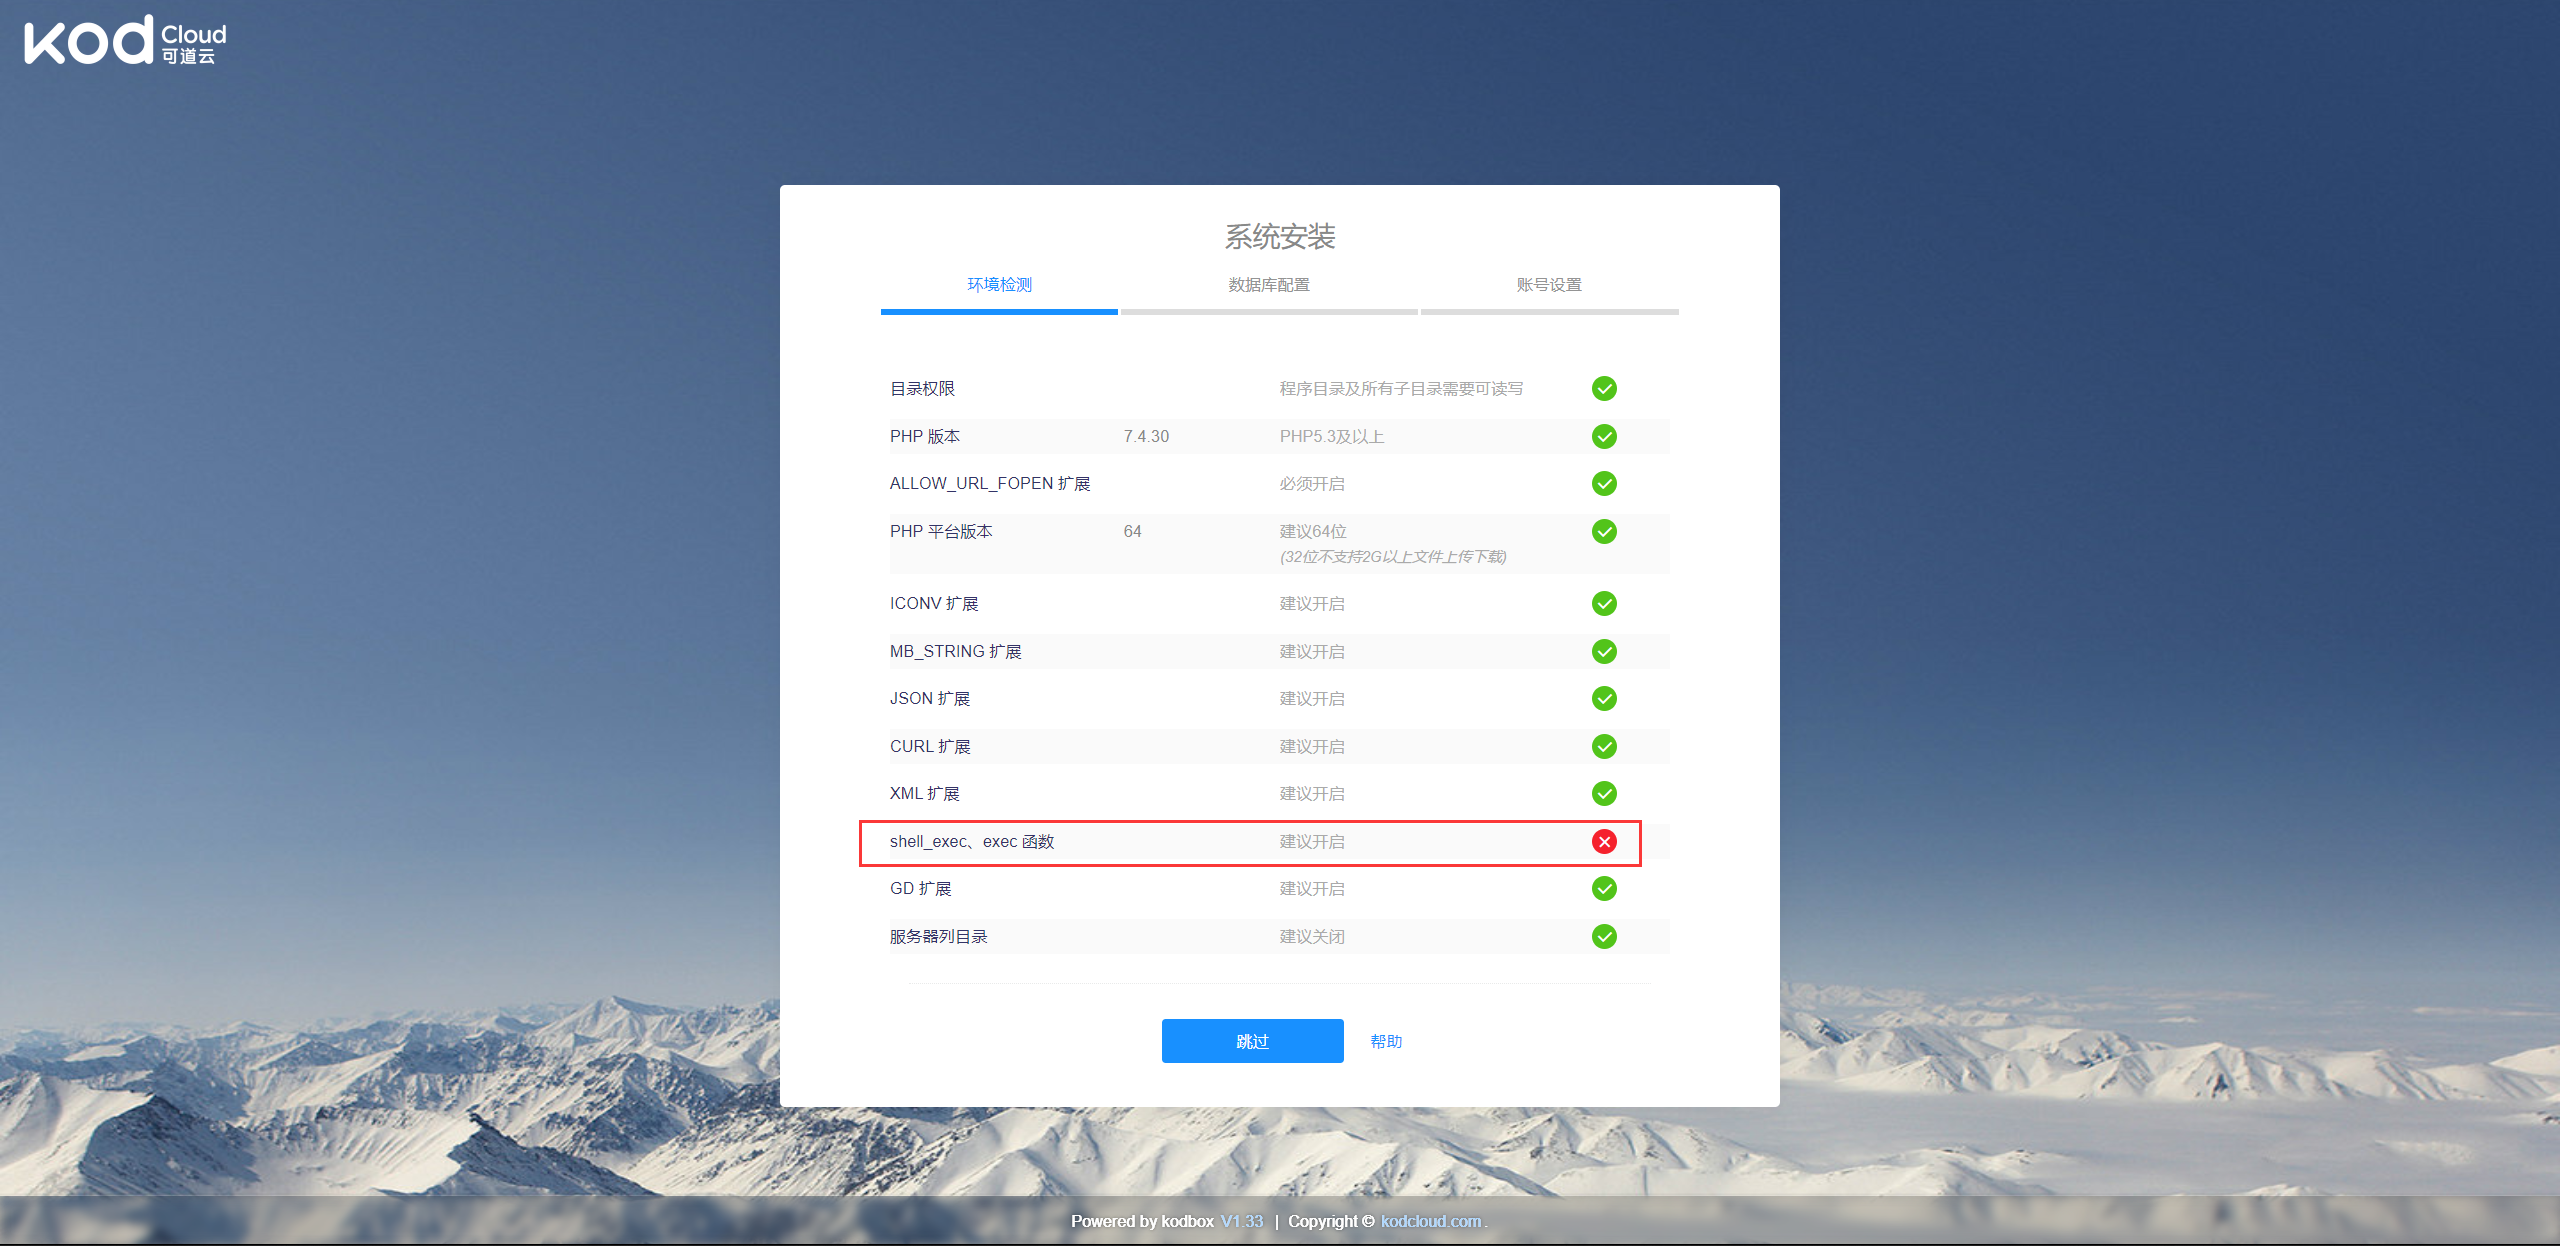 kod Cloud
可道云
系统安装
环境检测 数据库配置 账号设置
目录权限 程序目录及所有子目录需要可读写
PHP 版本 7.4.30 PHP5.3及以上
ALLOW_URL_FOPEN 扩展 必须开启
PHP 平台版本 64 建议64位
(32位不支持2G以上文件上传下载)
ICONV 扩展 建议开启
MB_STRING 扩展 建议开启
JSON 扩展 建议开启
CURL 扩展 建议开启
XML 扩展 建议开启
shell_exec、exec 函数 建议开启
GD 扩展 建议开启
服务器列目录 建议关闭
跳过 帮助
Powered by kodbox V1.33 | Copyright © kodcloud.com.